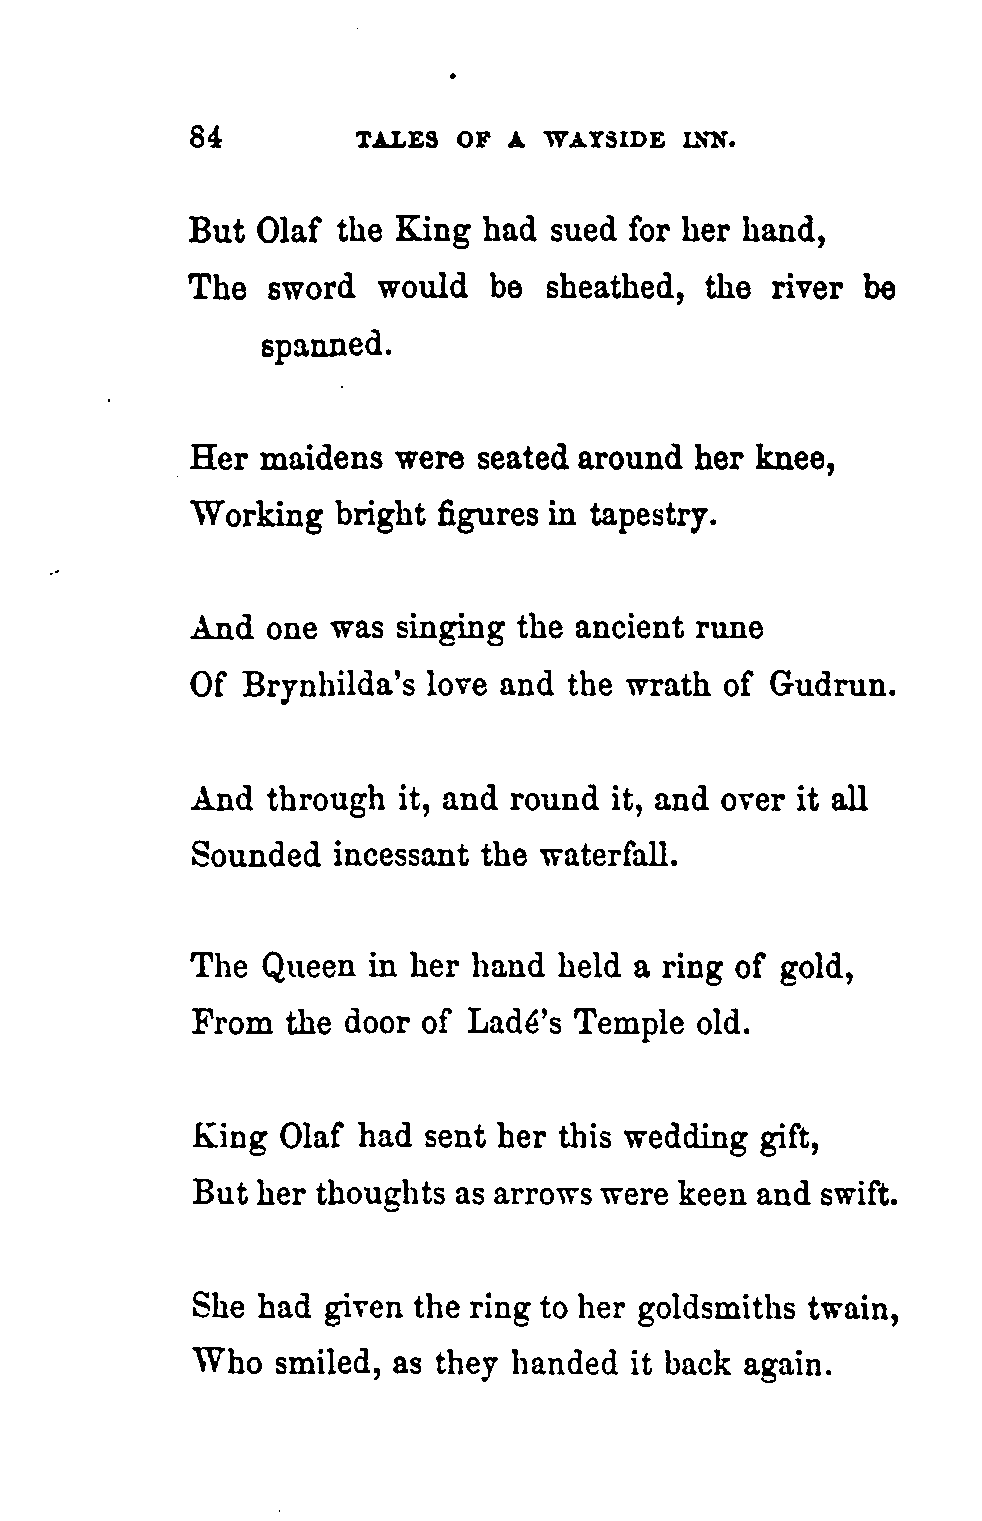 84 TALES OF A WAYSIDE INN.
But Olaf the King had sued for her hand,
The sword would be sheathed, the river be
spanned.
Her maidens were seated around her knee,
Working bright figures in tapestry.
And one was singing the ancient rune
Of Brynhilda's love and the wrath of Gudrun.
And through it, and round it, and over it all
Sounded incessant the waterfall.
The Queen in her hand held a ring of gold,
From the door of Ladé's Temple old.
King Olaf had sent her this wedding gift,
But her thoughts as arrows were keen and swift.
She had given the ring to her goldsmiths twain,
Who smiled, as they handed it back again.